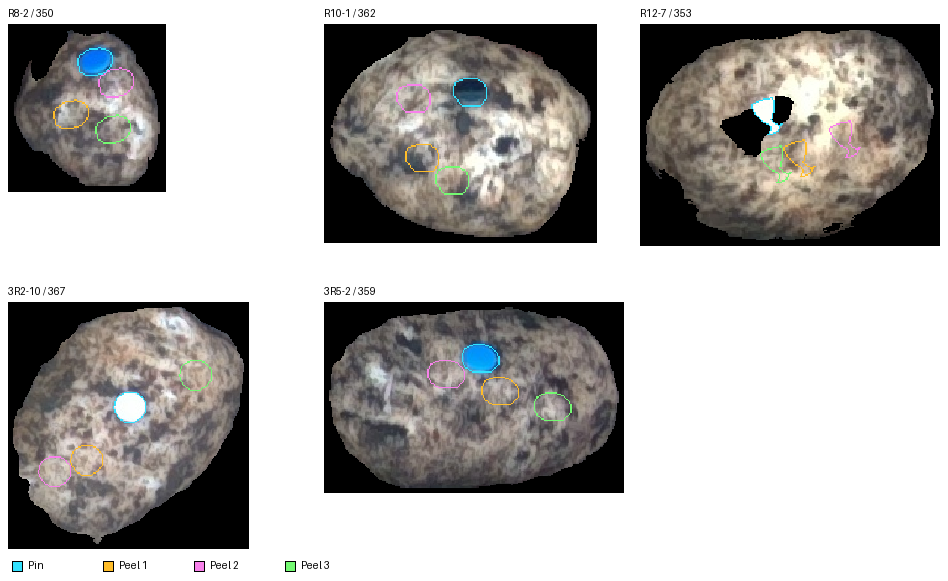 R8-2 / 350
R10-1 / 362
R12-7 / 353
3R2-10 / 367
3R5-2 / 359
Pin
Peel 1
Peel 2
Peel 3